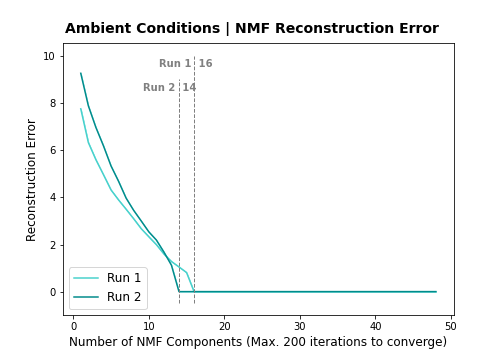 Ambient Conditions | NMF Reconstruction Error
Run 1 16
Run 2 14
Reconstruction Error
10
8
6
4
2
0
Run 1
Run 2
0 10 20 30 40 50
Number of NMF Components (Max. 200 iterations to converge)